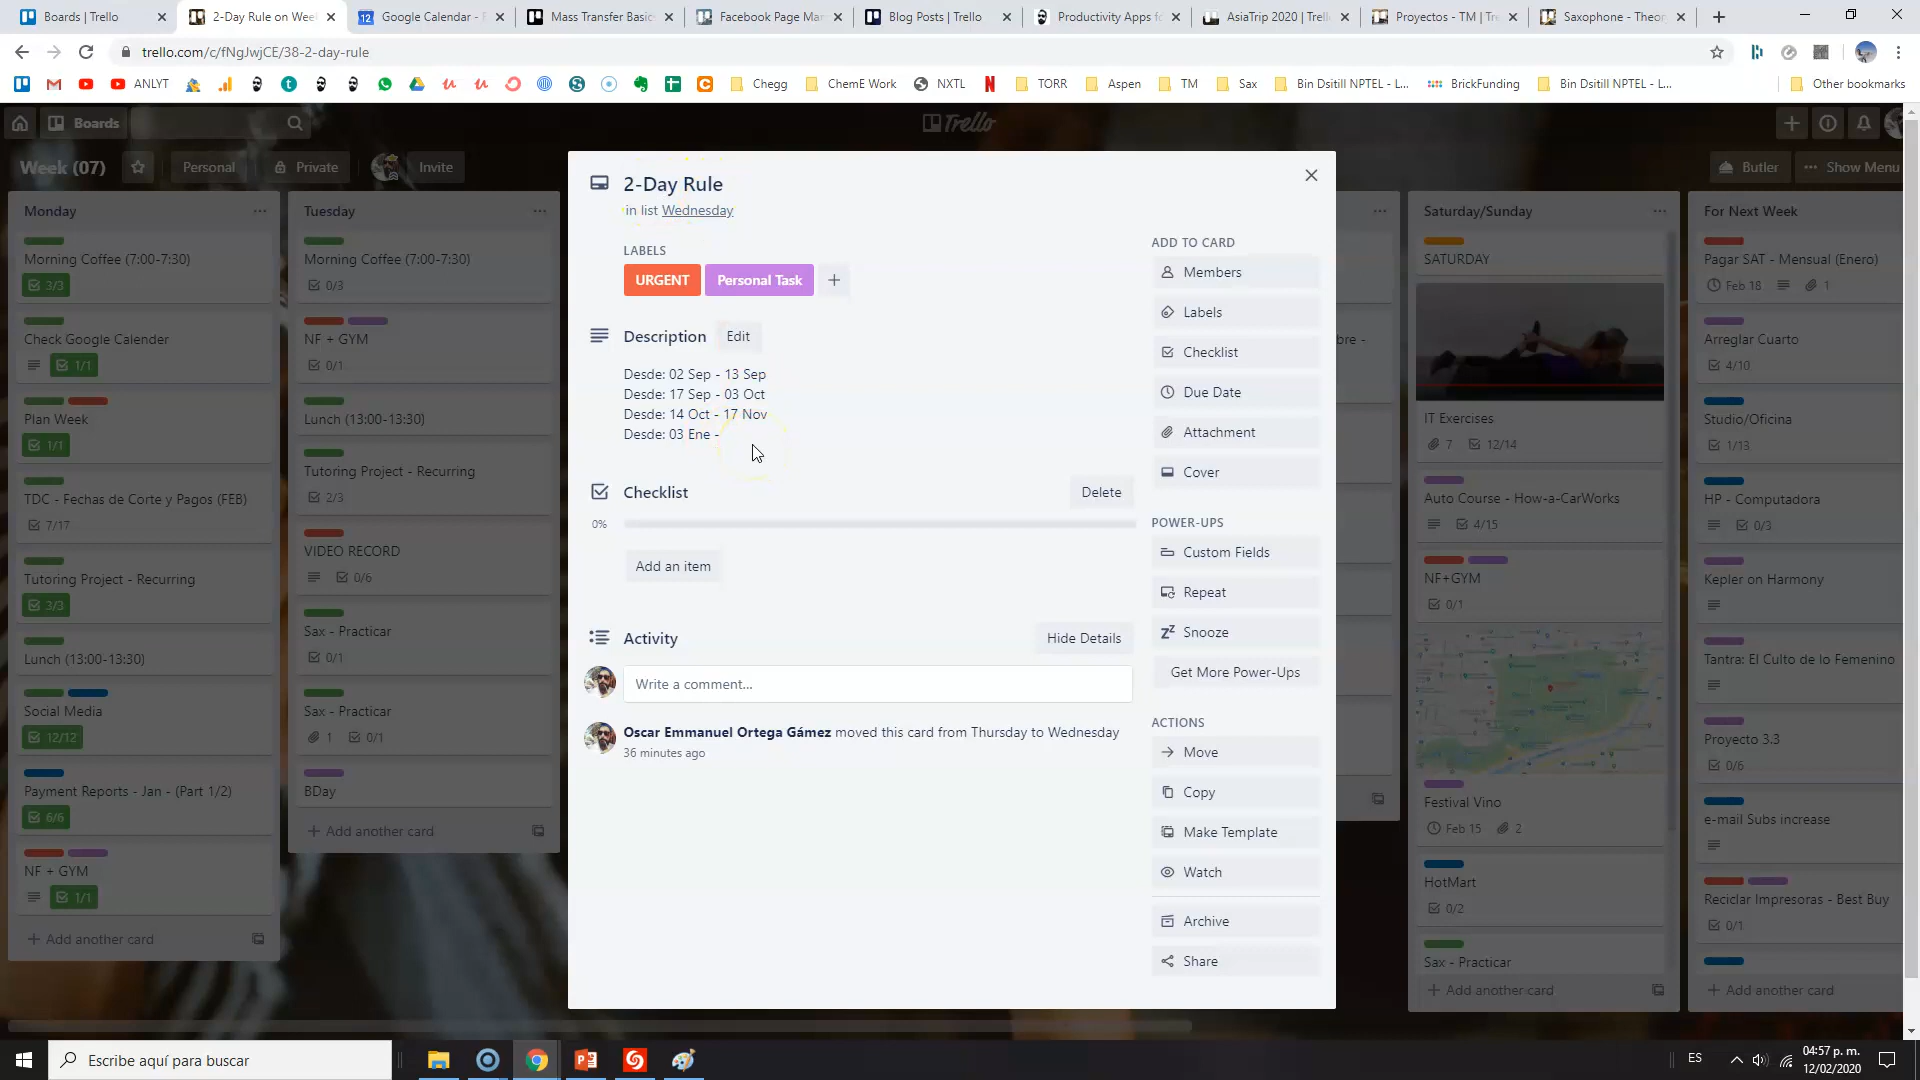 Boards | Trello
2-Day Rule on Week
Google Calendar - F
Mass Transfer Basic
Facebook Page Mar
Blog Posts | Trello
Productivity Apps fo
AsiaTrip 2020 | Trell
Proyectos - TM | Tre
Saxophone - Theor
trello.com/c/fNgJwjCE/38-2-day-rule
ANLYT
Chegg
ChemE Work
NXTL
TORR
Aspen
TM
Sax
Bin Dsitill NPTEL - L...
BrickFunding
Bin Dsitill NPTEL - L...
Other bookmarks
Boards
Trello
Week (07)
Personal
Private
Invite
Butler
Show Menu
Monday
Morning Coffee (7:00-7:30)
3/3
Check Google Calendar
1/1
Plan Week
1/1
TDC - Fechas de Corte y Pagos (FEB)
7/17
Tutoring Project - Recurring
3/3
Lunch (13:00-13:30)
Social Media
12/12
Payment Reports - Jan - (Part 1/2)
6/6
NF + GYM
1/1
+ Add another card
Tuesday
Morning Coffee (7:00-7:30)
0/3
NF + GYM
0/1
Lunch (13:00-13:30)
Tutoring Project - Recurring
2/3
VIDEO RECORD
0/6
Sax - Practicar
0/1
Sax - Practicar
1 0/1
BDay
+ Add another card
2-Day Rule
in list Wednesday
LABELS
URGENT
Personal Task
Description
Edit
Desde: 02 Sep - 13 Sep
Desde: 17 Sep - 03 Oct
Desde: 14 Oct - 17 Nov
Desde: 03 Ene -
Checklist
Delete
0%
Add an item
Activity
Hide Details
Write a comment...
Oscar Emmanuel Ortega Gámez moved this card from Thursday to Wednesday
36 minutes ago
ADD TO CARD
Members
Labels
Checklist
Due Date
Attachment
Cover
POWER-UPS
Custom Fields
Repeat
Snooze
Get More Power-Ups
ACTIONS
Move
Copy
Make Template
Watch
Archive
Share
bre -
Saturday/Sunday
SATURDAY
IT Exercises
7 12/14
Auto Course - How-a-CarWorks
4/15
NF+GYM
0/1
Festival Vino
Feb 15 2
HotMart
0/2
Sax - Practicar
+ Add another card
For Next Week
Pagar SAT - Mensual (Enero)
Feb 18 1
Arreglar Cuarto
4/10
Studio/Oficina
1/13
HP - Computadora
0/3
Kepler on Harmony
Tantra: El Culto de lo Femenino
Proyecto 3.3
0/6
e-mail Subs increase
Reciclar Impresoras - Best Buy
0/1
+ Add another card
Escribe aquí para buscar
ES
04:57 p. m.
12/02/2020